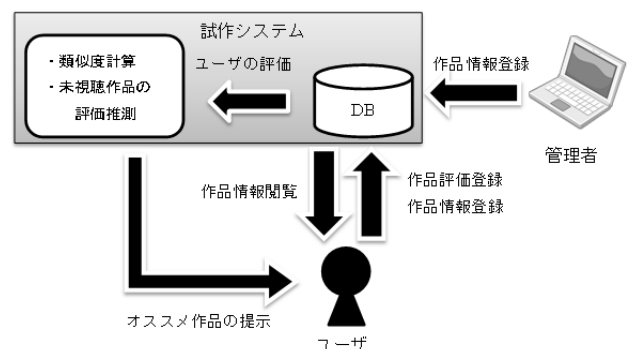 試作システム
・類似度計算
・未視聴作品の
評価推測
ユーザの評価
DB
作品情報登録
管理者
作品情報閲覧
作品評価登録
作品情報登録
オススメ作品の提示
ユーザ